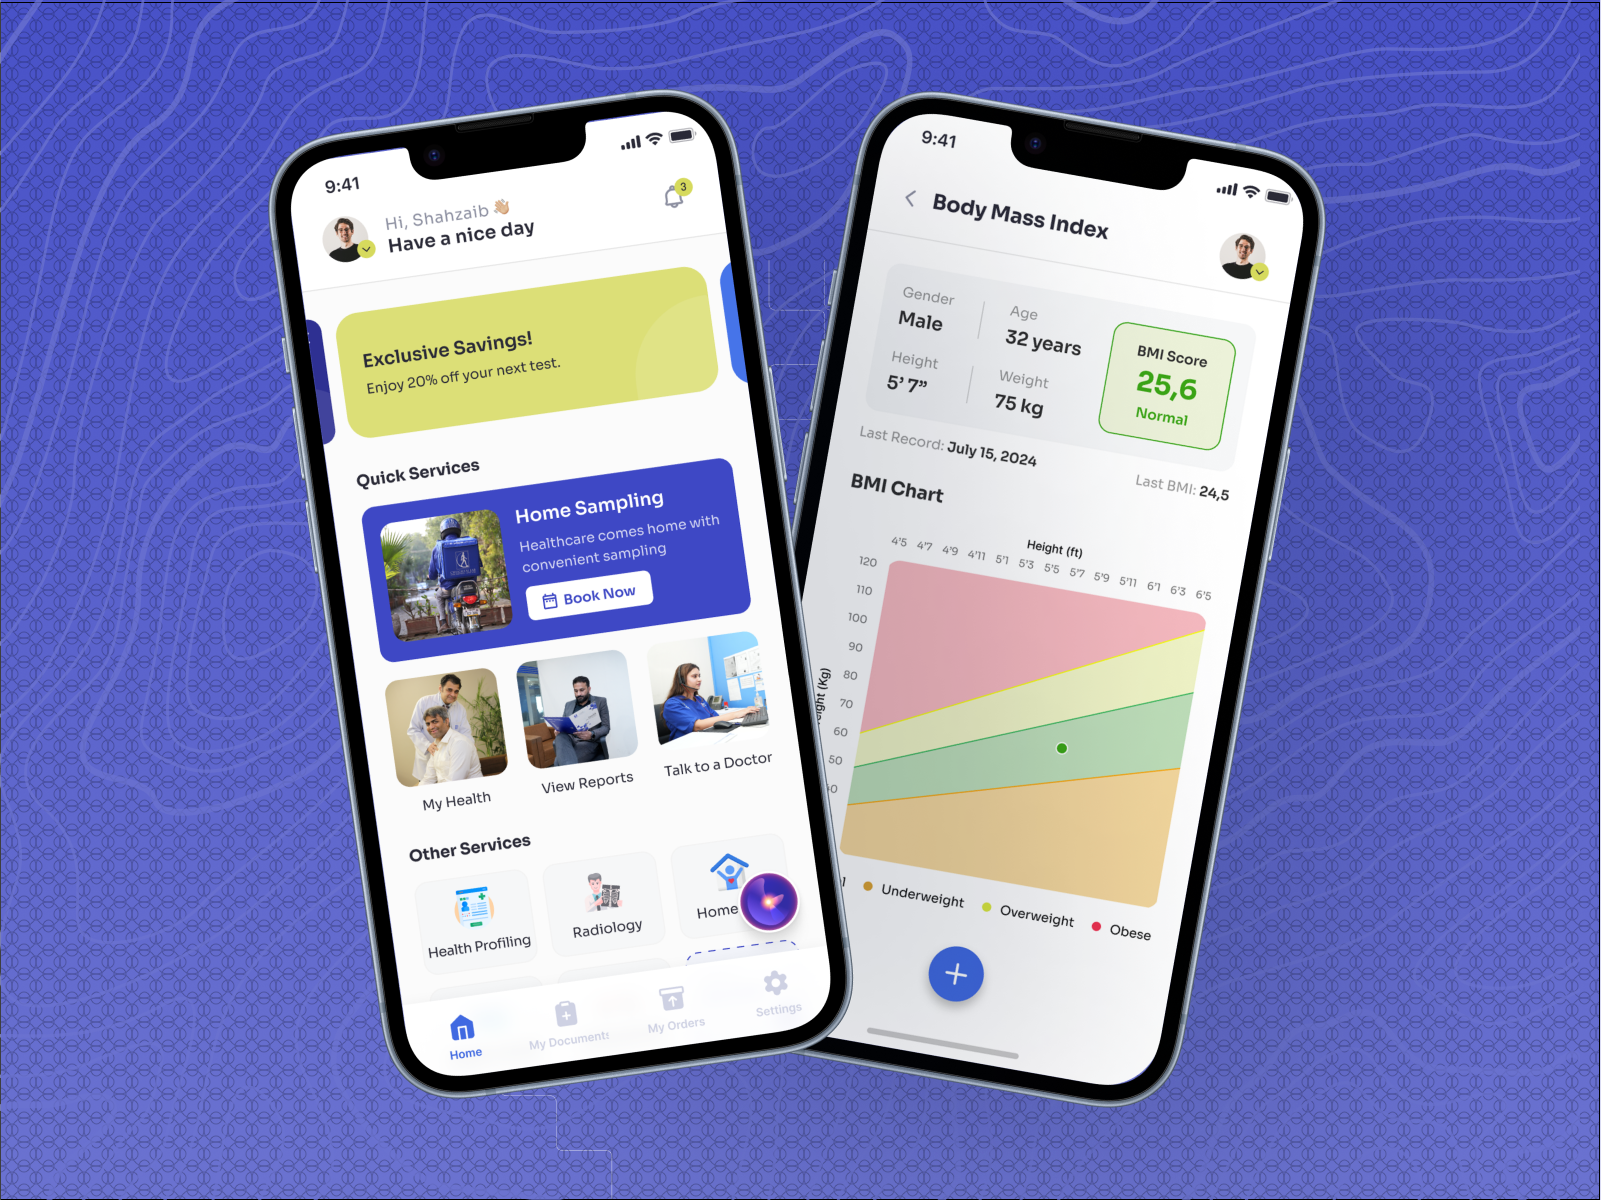 9:41
Hi, Shahzaib 👋🏼
Have a nice day
3
Exclusive Savings!
Enjoy 20% off your next test.
Quick Services
Home Sampling
Healthcare comes home with
convenient sampling
Book Now
My Health
View Reports
Talk to a Doctor
Other Services
Health Profiling
Radiology
Home
Home
My Documents
My Orders
Settings
9:41
Body Mass Index
Gender
Male
Age
32 years
Height
5’ 7”
Weight
75 kg
BMI Score
25,6
Normal
Last Record: July 15, 2024
Last BMI: 24,5
BMI Chart
Height (ft)
4'5 4'7 4'9 4'11 5'1 5'3 5'5 5'7 5'9 5'11 6'1 6'3 6'5
120
110
100
90
80
70
60
50
(Kg)
Underweight
Overweight
Obese